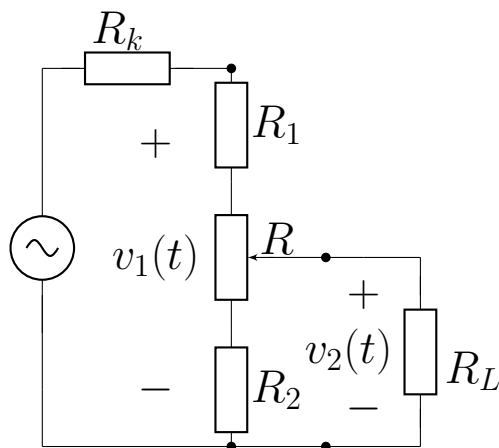 R_k
+
R_1
v_1(t)
R
+
v_2(t)
R_L
−
R_2
−